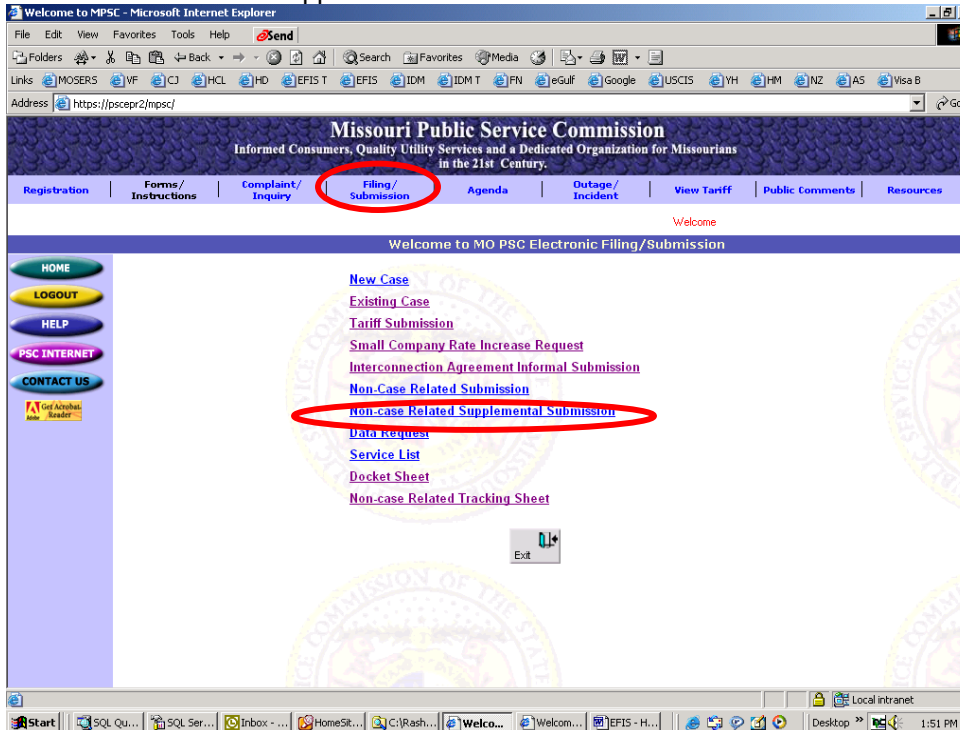 Welcome to MPSC - Microsoft Internet Explorer
File Edit View Favorites Tools Help Send
Folders Back Search Favorites Media
Links MOSERS VF CJ HCL HD EFIS T EFIS IDM IDM T FN eGulf Google USCIS YH HM NZ AS Visa B
Address https://pscepr2/mpsc/ Go
Missouri Public Service Commission
Informed Consumers, Quality Utility Services and a Dedicated Organization for Missourians
in the 21st Century.
Registration Forms/ Instructions Complaint/ Inquiry Filing/ Submission Agenda Outage/ Incident View Tariff Public Comments Resources
Welcome
Welcome to MO PSC Electronic Filing/Submission
HOME
LOGOUT
HELP
PSC INTERNET
CONTACT US
Get Acrobat
Adobe Reader
New Case
Existing Case
Tariff Submission
Small Company Rate Increase Request
Interconnection Agreement Informal Submission
Non-Case Related Submission
Non-case Related Supplemental Submission
Data Request
Service List
Docket Sheet
Non-case Related Tracking Sheet
Exit
Local intranet
Start SQL Qu... SQL Ser... Inbox - ... HomeSit... C:\Rash... Welco... Welcom... EFIS - H... Desktop » 1:51 PM